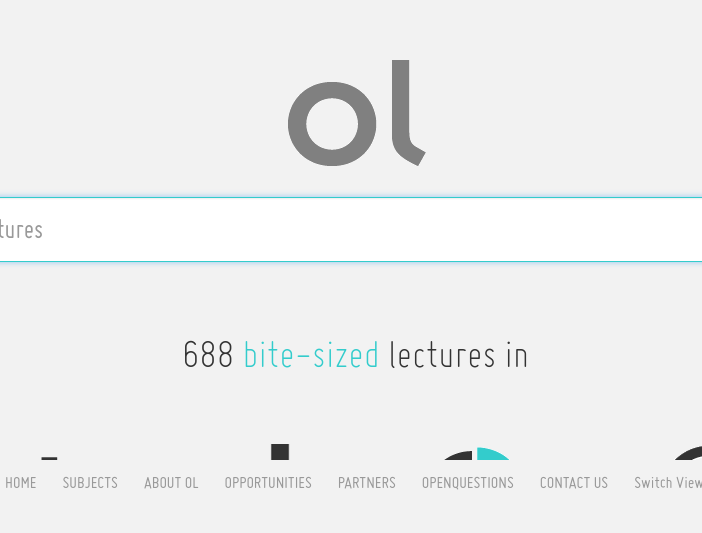 ol
tures
688 bite-sized lectures in
HOME SUBJECTS ABOUT OL OPPORTUNITIES PARTNERS OPENQUESTIONS CONTACT US Switch View